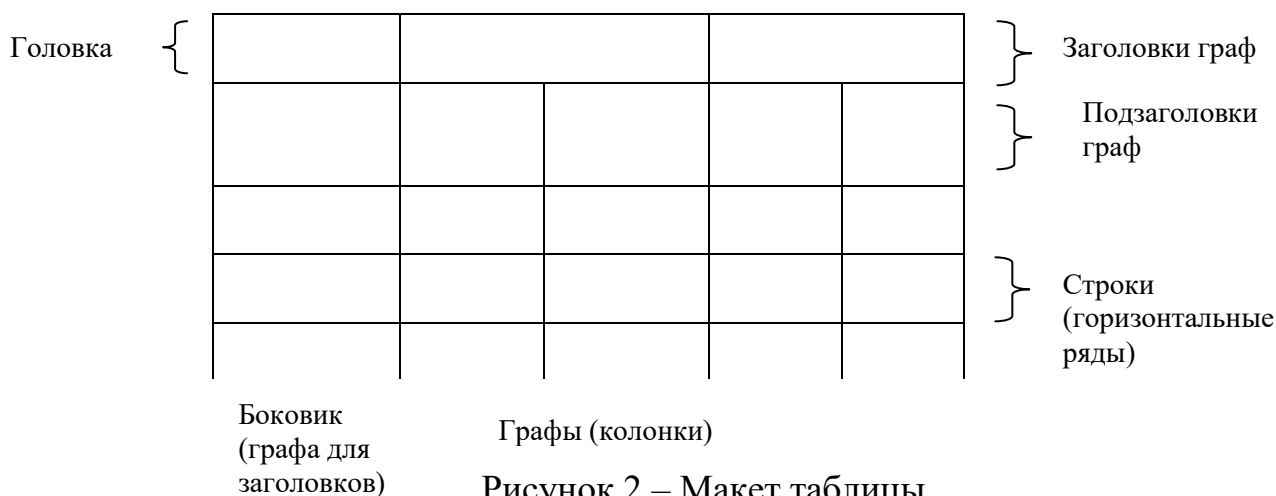 Головка
Заголовки граф
Подзаголовки
граф
Строки
(горизонтальные
ряды)
Боковик
(графа для
заголовков)
Графы (колонки)
Рисунок 2 – Макет таблицы